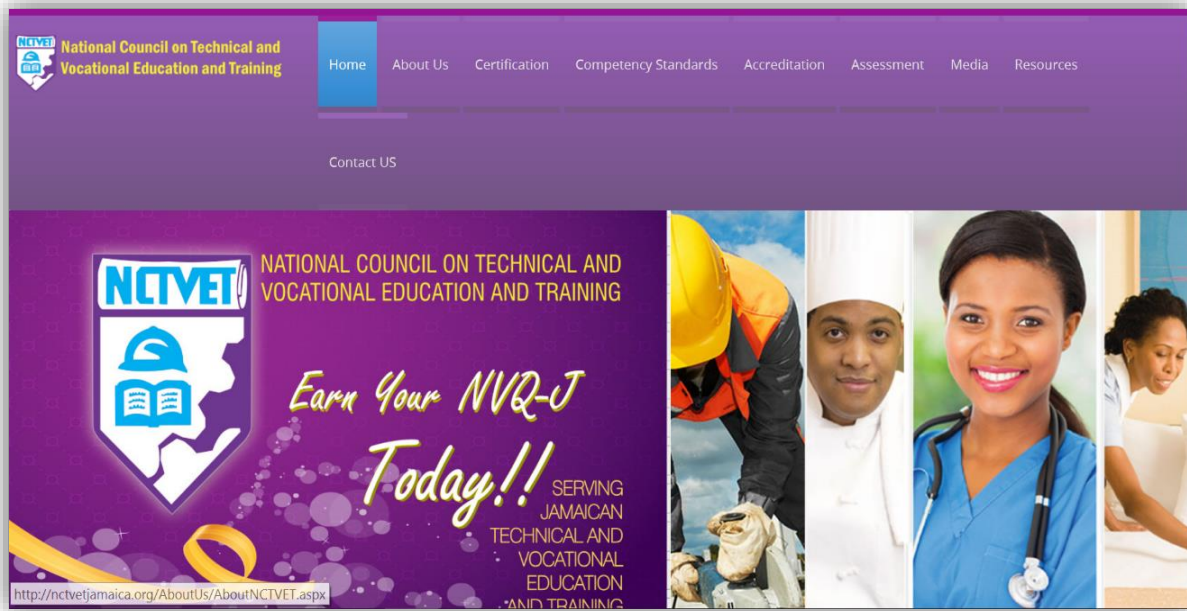 NCTVET
National Council on Technical and
Vocational Education and Training
Home About Us Certification Competency Standards Accreditation Assessment Media Resources
Contact US
NCTVET
NATIONAL COUNCIL ON TECHNICAL AND
VOCATIONAL EDUCATION AND TRAINING
Earn Your NVQ-J
Today!!
SERVING
JAMAICAN
TECHNICAL AND
VOCATIONAL
EDUCATION
AND TRAINING
http://nctvetjamaica.org/AboutUs/AboutNCTVET.aspx